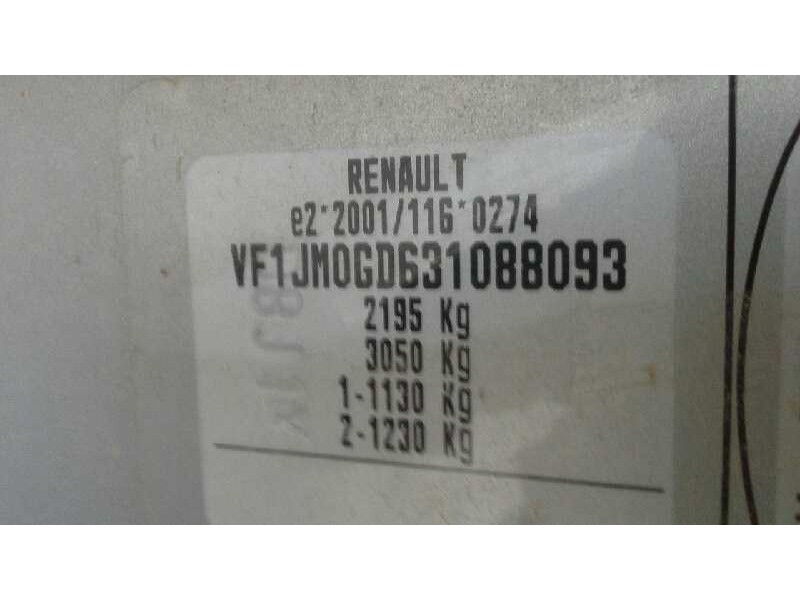 RENAULT
e2*2001/116*0274
VF1JM0GD631088093
2195 Kg
3050 Kg
1-1130 Kg
2-1230 Kg